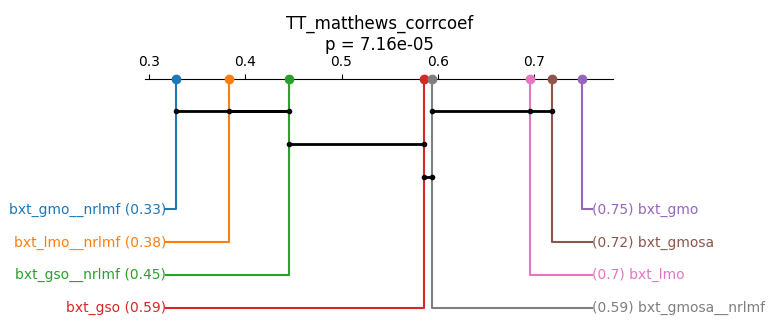 TT_matthews_corrcoef
p = 7.16e-05
0.3 0.4 0.5 0.6 0.7
bxt_gmo__nrlmf (0.33) (0.75) bxt_gmo
bxt_lmo__nrlmf (0.38) (0.72) bxt_gmosa
bxt_gso__nrlmf (0.45) (0.7) bxt_lmo
bxt_gso (0.59) (0.59) bxt_gmosa__nrlmf